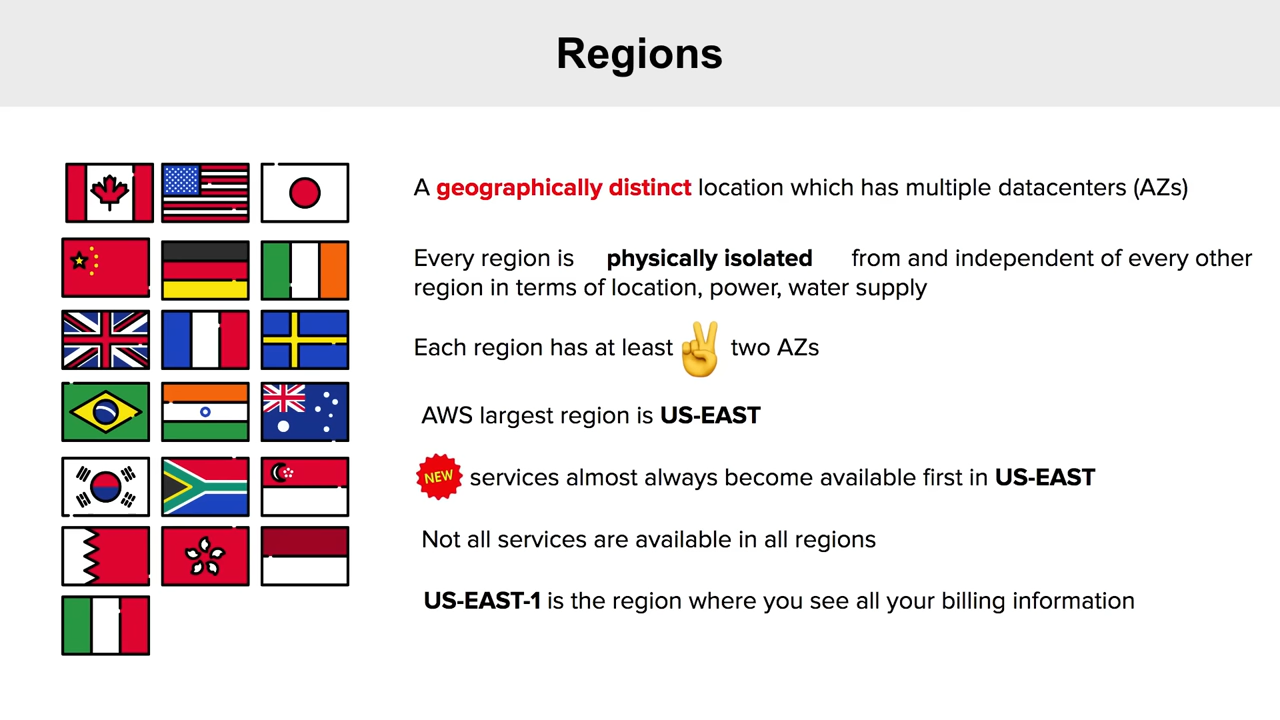 Regions
A geographically distinct location which has multiple datacenters (AZs)
Every region is physically isolated from and independent of every other
region in terms of location, power, water supply
Each region has at least two AZs
AWS largest region is US-EAST
NEW services almost always become available first in US-EAST
Not all services are available in all regions
US-EAST-1 is the region where you see all your billing information